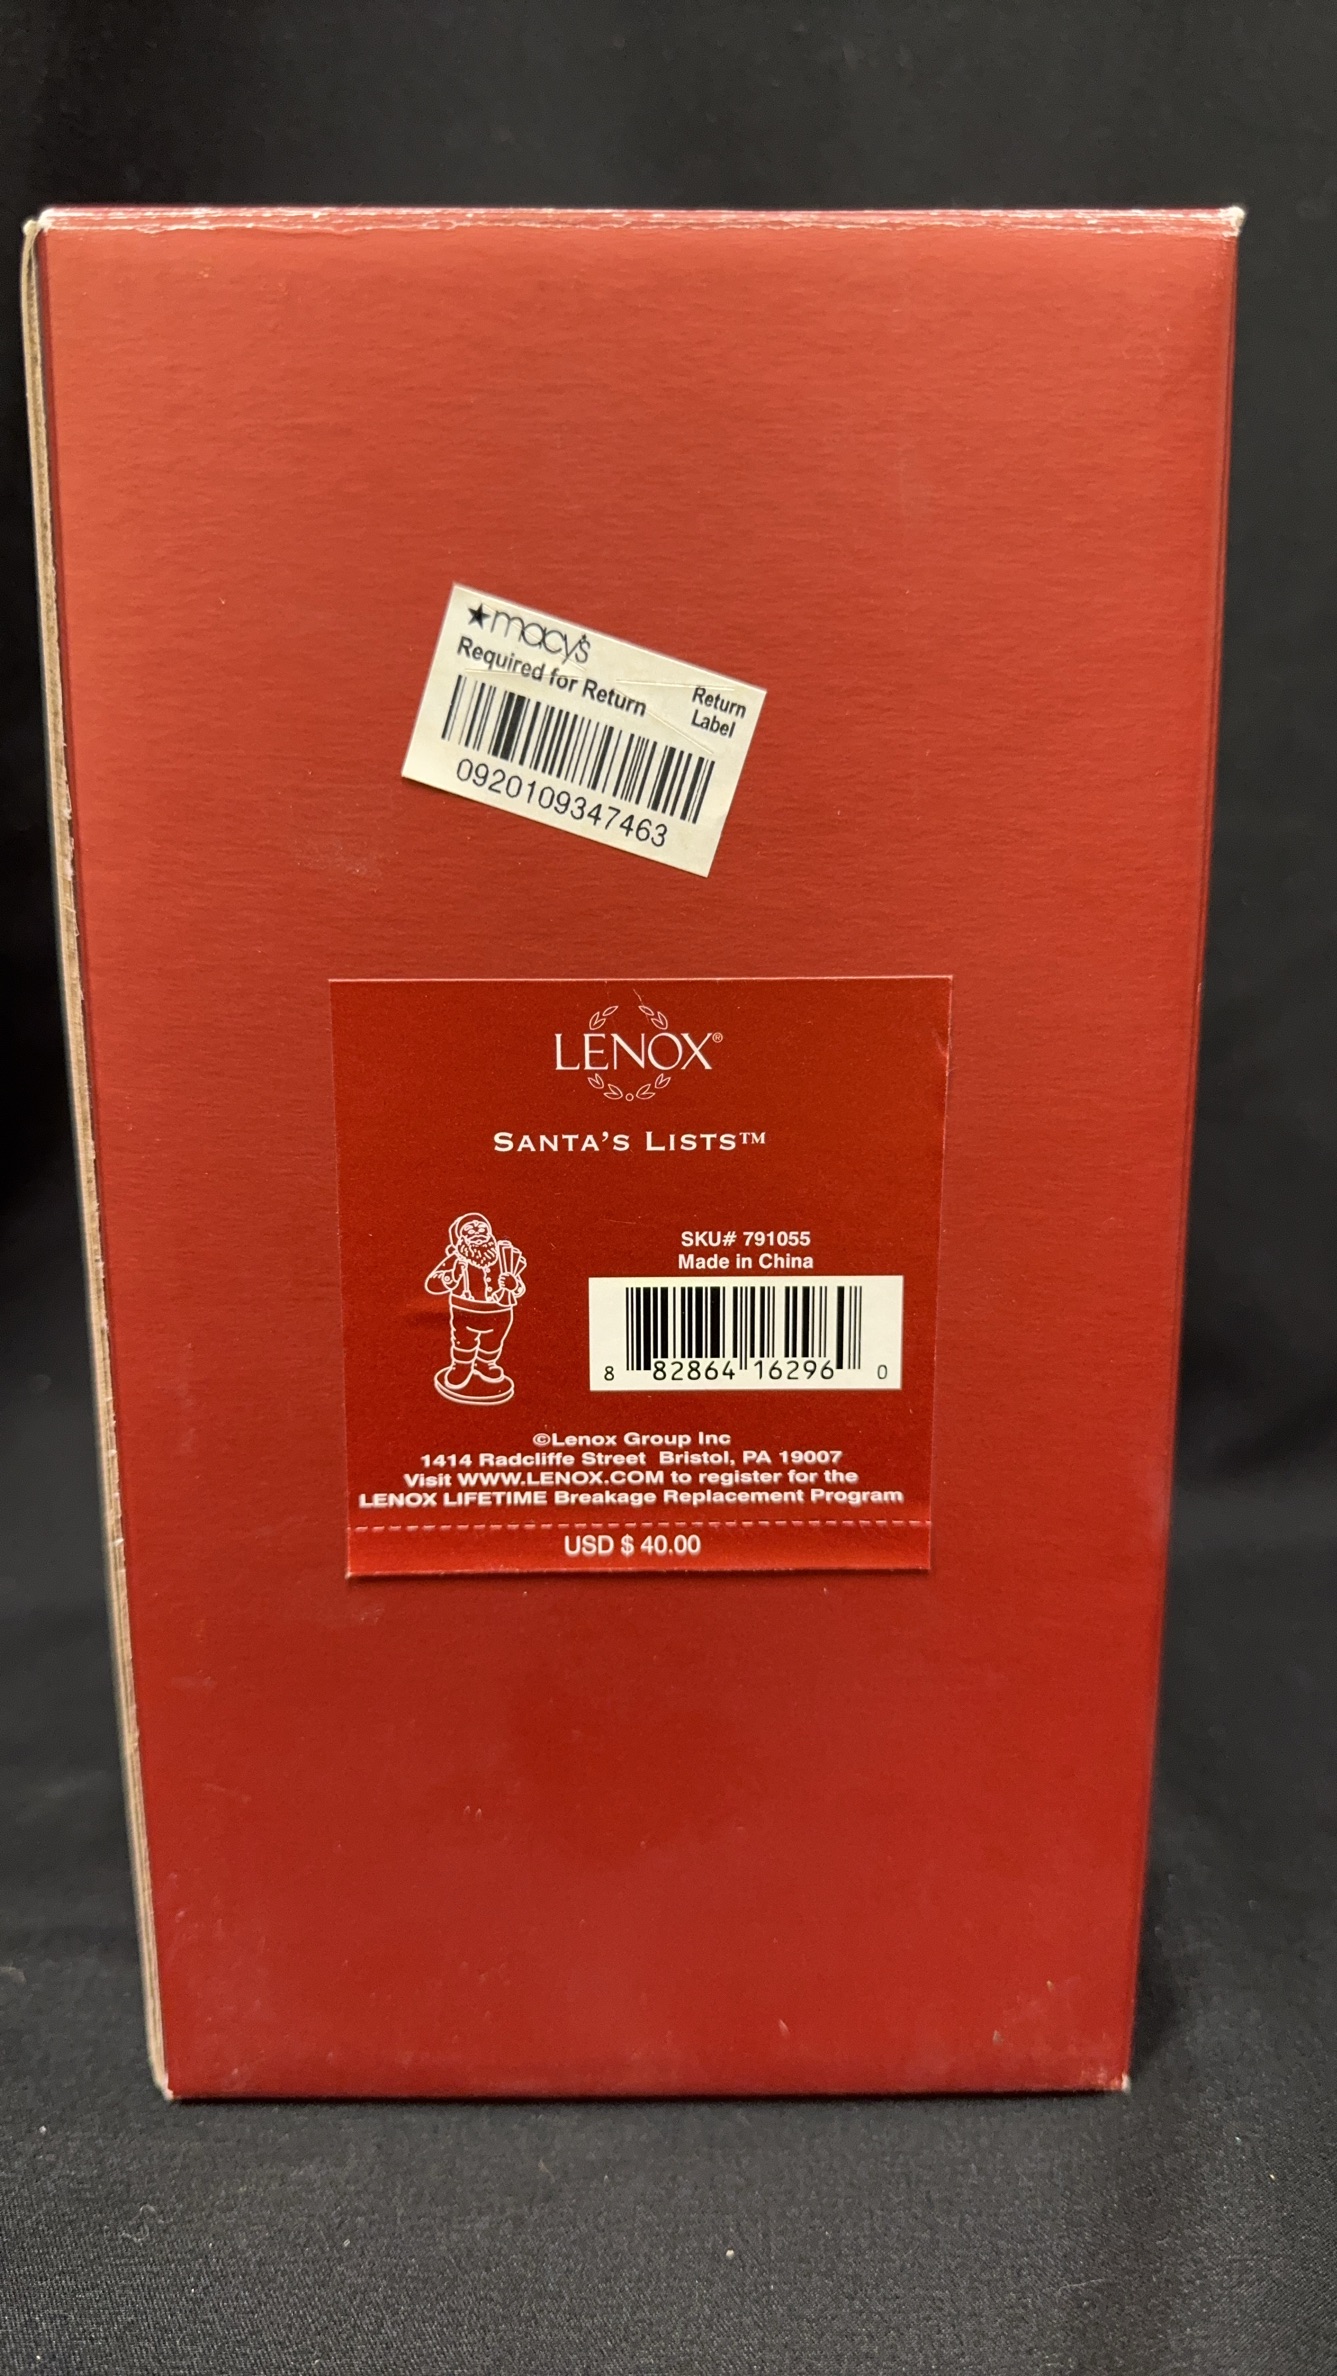 ★macy's
Required for Return
Return
Label
0920109347463
LENOX®
SANTA'S LISTS™
SKU# 791055
Made in China
8 82864 16296 0
©Lenox Group Inc
1414 Radcliffe Street Bristol, PA 19007
Visit WWW.LENOX.COM to register for the
LENOX LIFETIME Breakage Replacement Program
USD $ 40.00